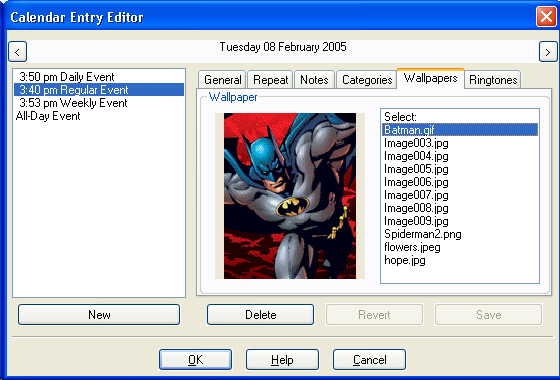 Calendar Entry Editor
< Tuesday 08 February 2005 >
3:50 pm Daily Event
3:40 pm Regular Event
3:53 pm Weekly Event
All-Day Event
General Repeat Notes Categories Wallpapers Ringtones
Wallpaper
Select:
Batman.gif
Image003.jpg
Image004.jpg
Image005.jpg
Image006.jpg
Image007.jpg
Image008.jpg
Image009.jpg
Spiderman2.png
flowers.jpeg
hope.jpg
New Delete Revert Save
OK Help Cancel